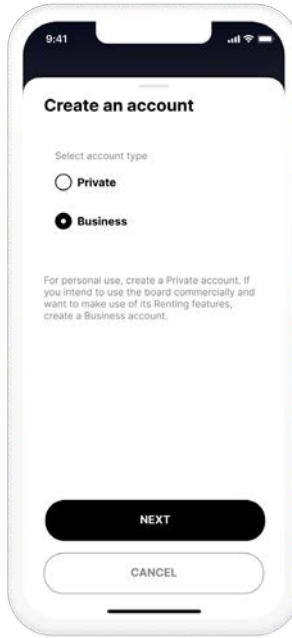 9:41
Create an account
Select account type
Private
Business
For personal use, create a Private account. If
you intend to use the board commercially and
want to make use of its Renting features,
create a Business account.
NEXT
CANCEL